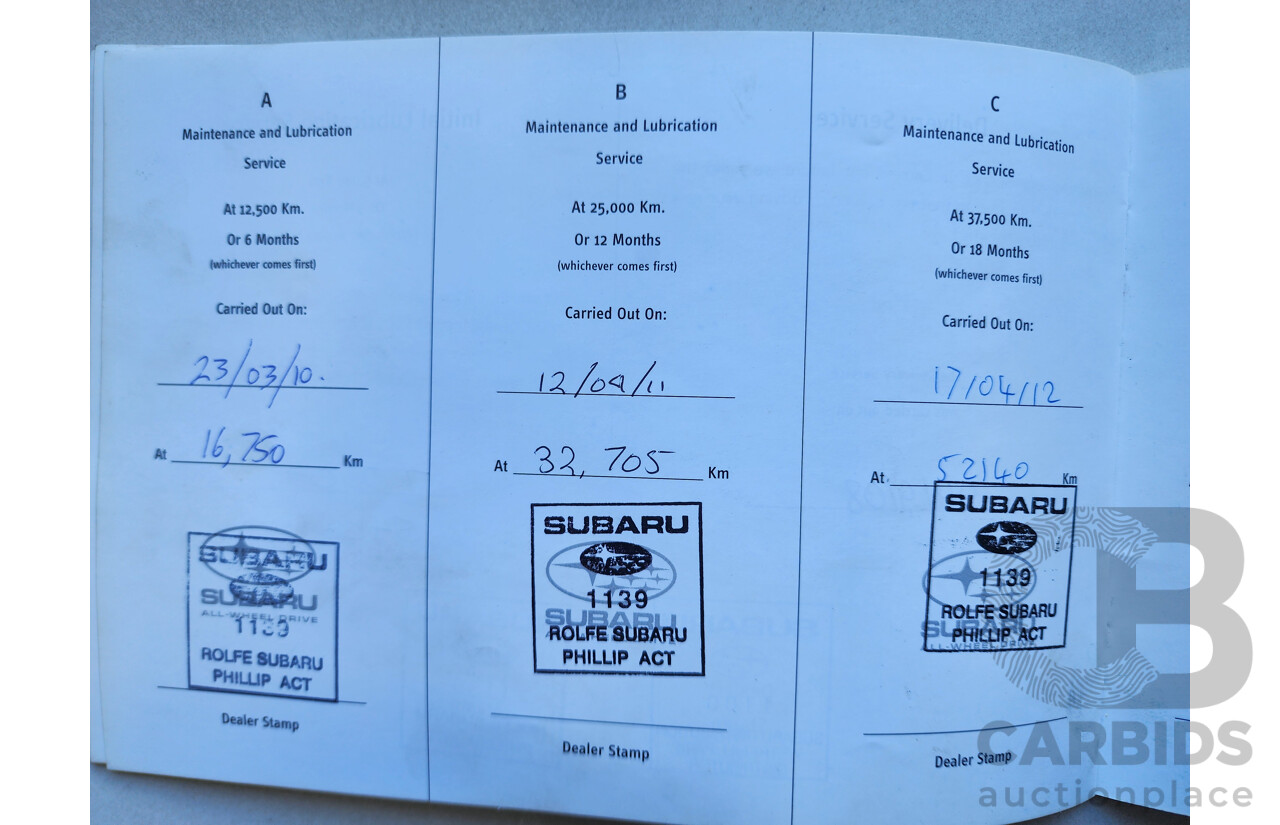 A
Maintenance and Lubrication
Service
At 12,500 Km.
Or 6 Months
(whichever comes first)
Carried Out On:
23/03/10.
At 16,750 Km
SUBARU
SUBARU
ALL-WHEEL DRIVE
1139
ROLFE SUBARU
PHILLIP ACT
Dealer Stamp
B
Maintenance and Lubrication
Service
At 25,000 Km.
Or 12 Months
(whichever comes first)
Carried Out On:
12/04/11
At 32,705 Km
SUBARU
1139
SUBARU
ROLFE SUBARU
PHILLIP ACT
Dealer Stamp
C
Maintenance and Lubrication
Service
At 37,500 Km.
Or 18 Months
(whichever comes first)
Carried Out On:
17/04/12
At 52140 Km
SUBARU
1139
ROLFE SUBARU
SUBARU
PHILLIP ACT
ALL-WHEEL DRIVE
Dealer Stamp
CB
CARBIDS
auctionplace